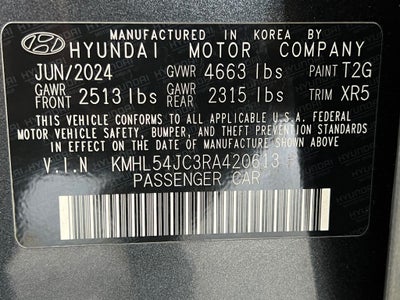 MANUFACTURED IN KOREA BY
HYUNDAI MOTOR COMPANY
JUN/2024 GVWR 4663 lbs PAINT T2G
GAWR FRONT 2513 lbs GAWR REAR 2315 lbs TRIM XR5
THIS VEHICLE CONFORMS TO ALL APPLICABLE U.S.A. FEDERAL
MOTOR VEHICLE SAFETY, BUMPER, AND THEFT PREVENTION STANDARDS
IN EFFECT ON THE DATE OF MANUFACTURE SHOWN ABOVE.
V.I.N KMHL54JC3RA420613
PASSENGER CAR